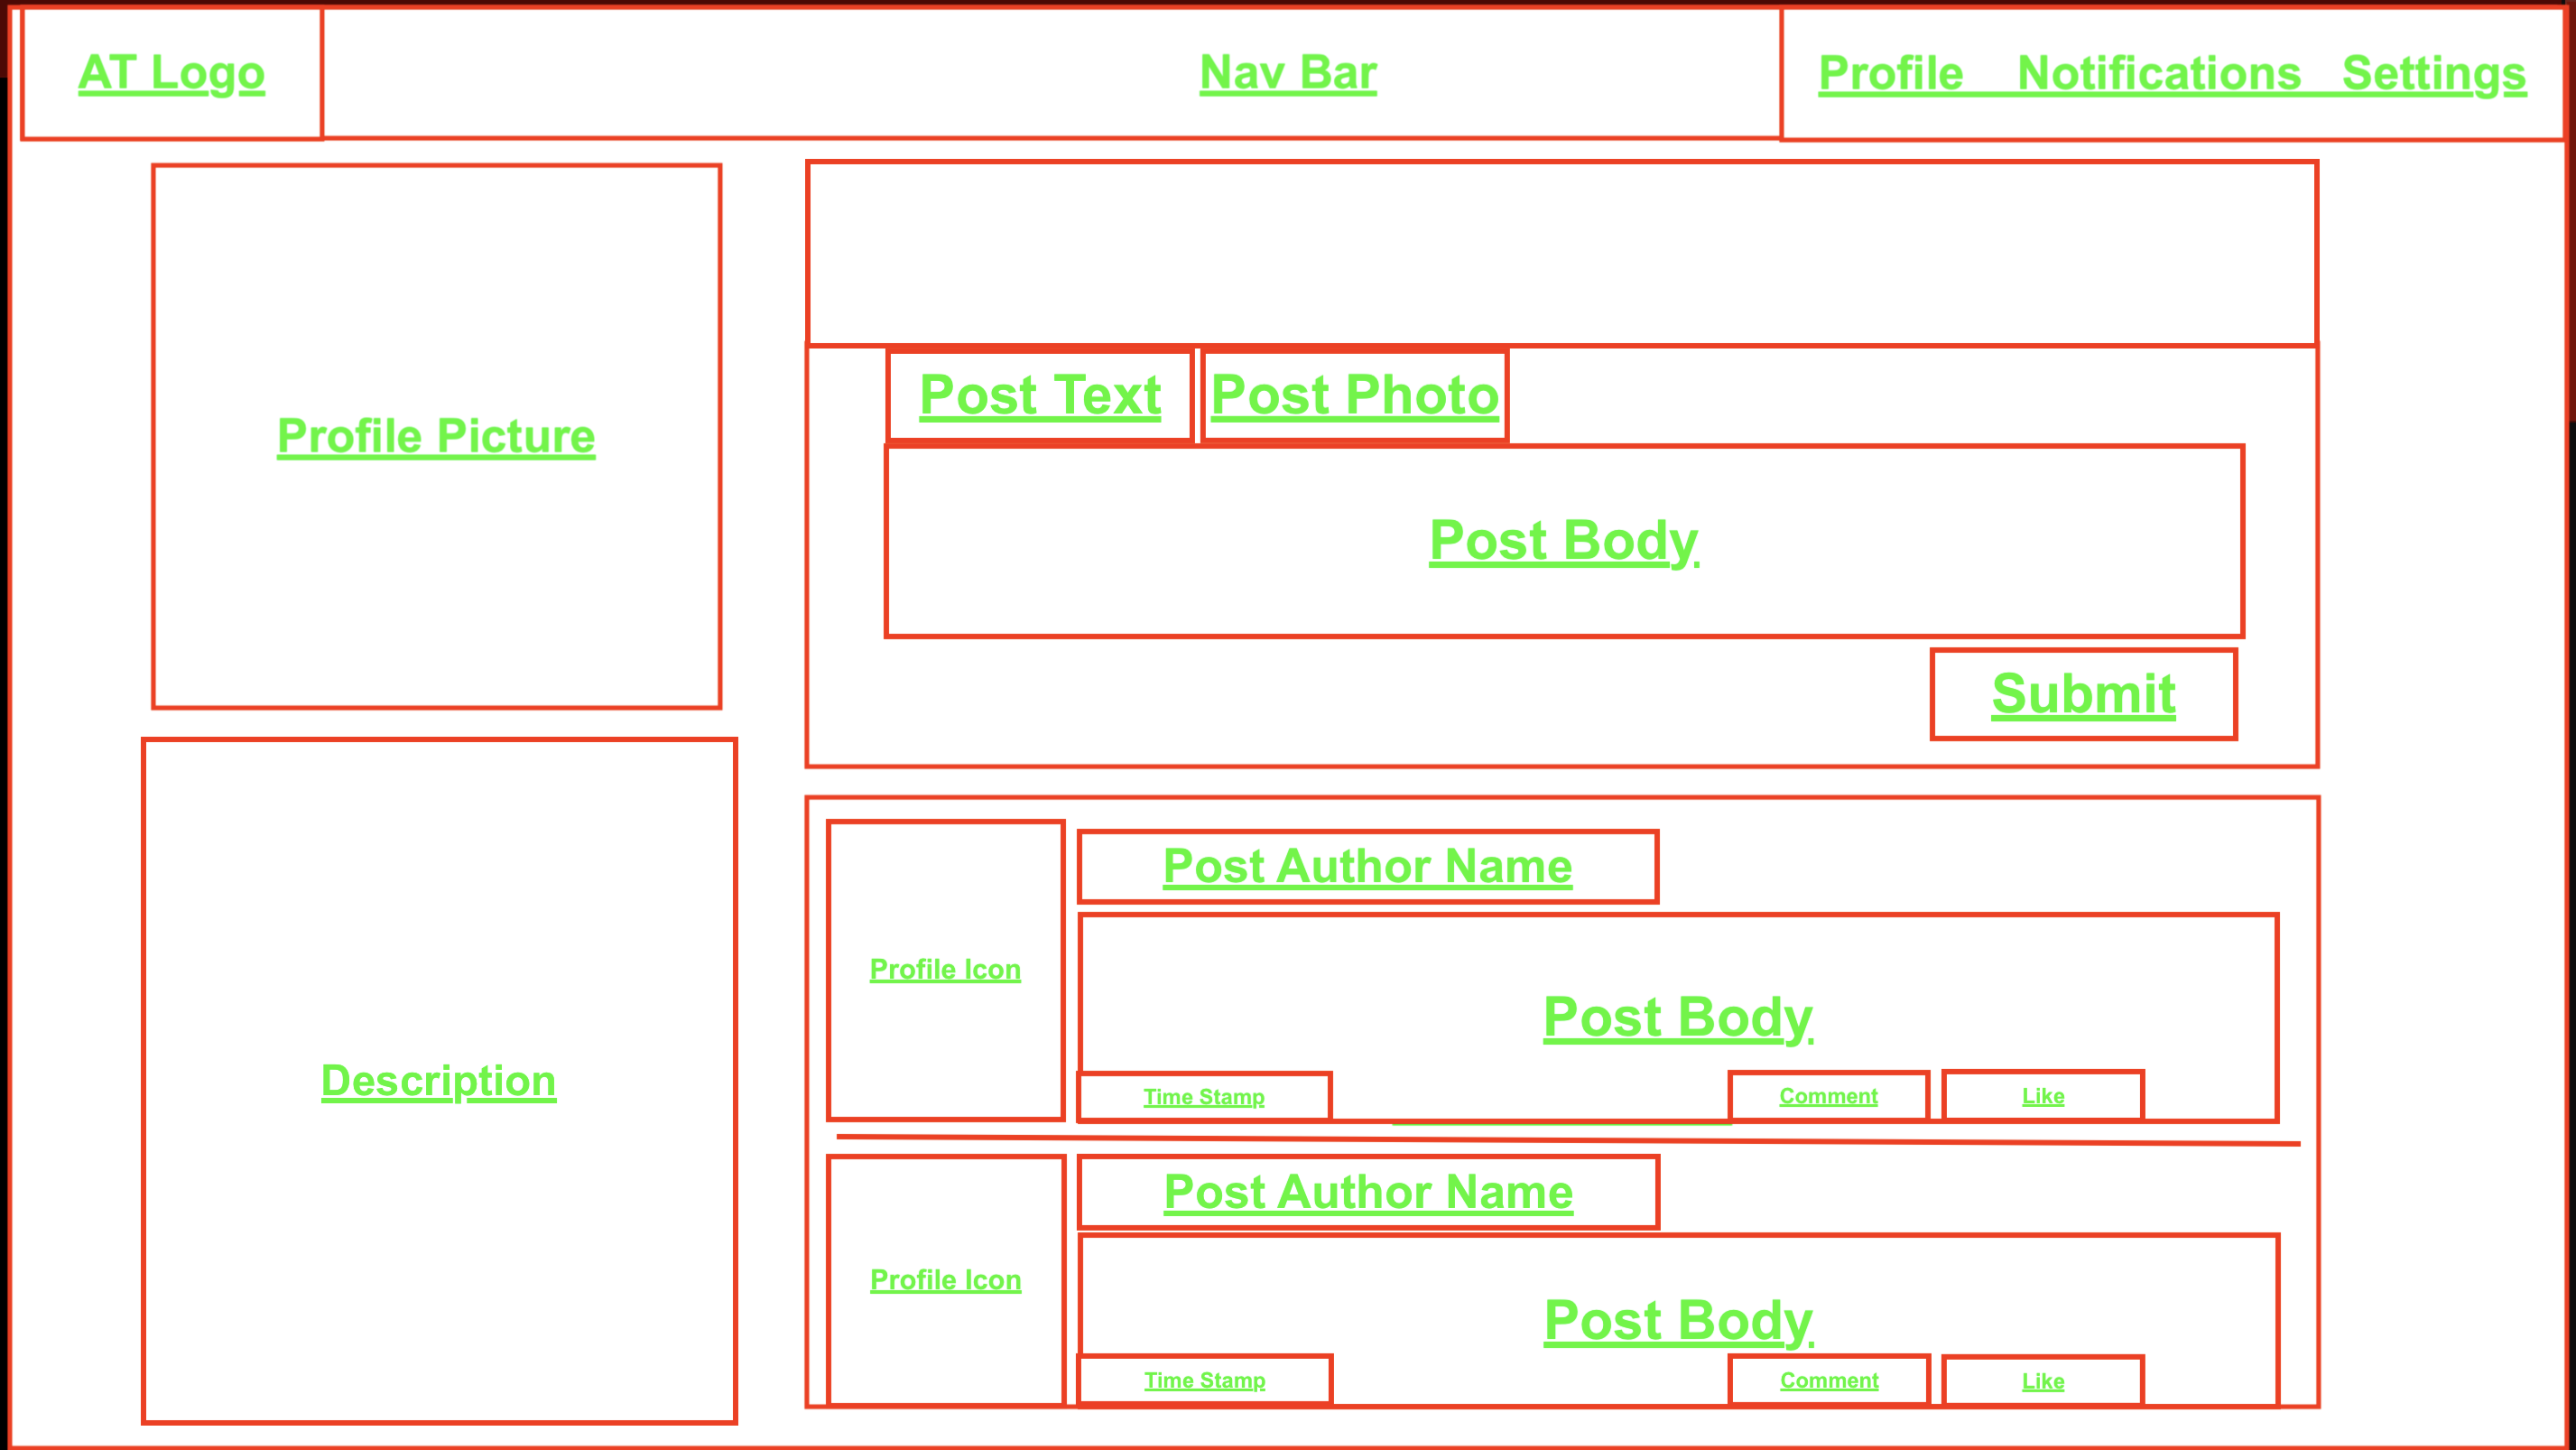 AT Logo
Nav Bar
Profile Notifications Settings
Profile Picture
Description
Post Text
Post Photo
Post Body
Submit
Profile Icon
Post Author Name
Post Body
Time Stamp
Comment
Like
Profile Icon
Post Author Name
Post Body
Time Stamp
Comment
Like